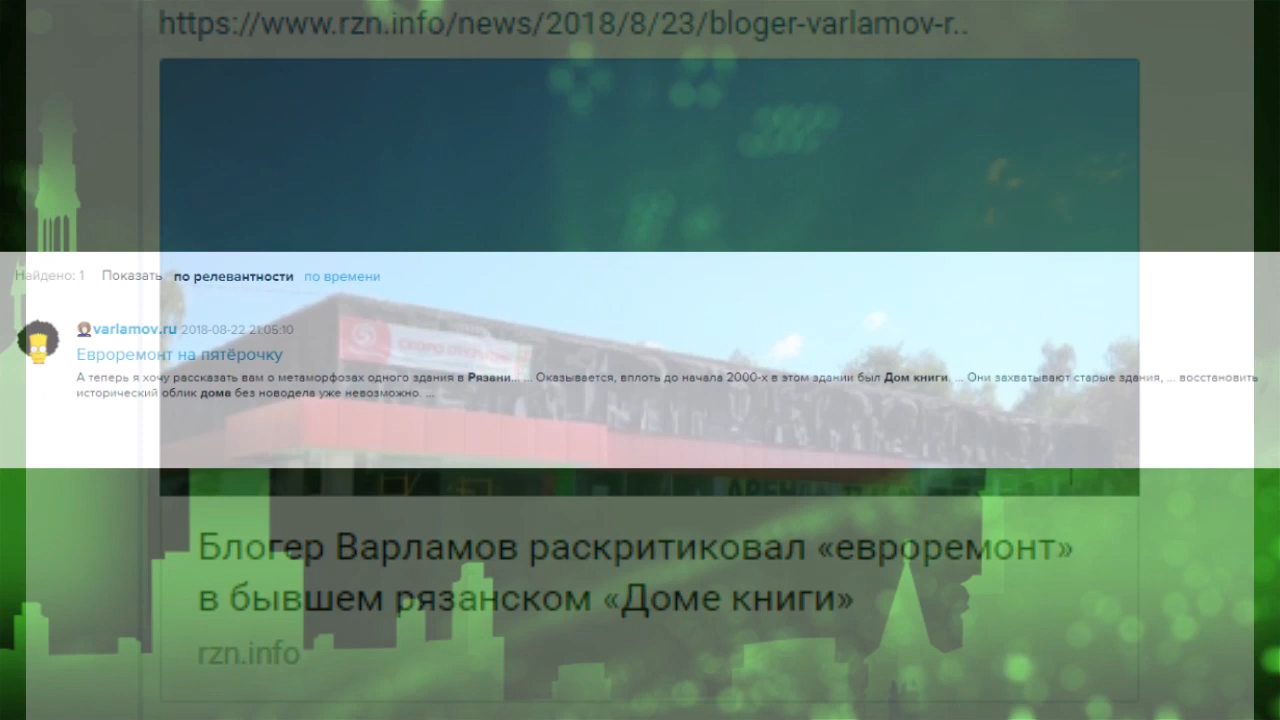 https://www.rzn.info/news/2018/8/23/bloger-varlamov-r..
Найдено: 1 Показать по релевантности по времени
varlamov.ru 2018-08-22 21:05:10
Евроремонт на пятёрочку
А теперь я хочу рассказать вам о метаморфозах одного здания в Рязани... ... Оказывается, вплоть до начала 2000-х в этом здании был Дом книги. ... Они захватывают старые здания, ... восстановить
исторический облик дома без новодела уже невозможно. ...
СКОРО ОТКРЫТИЕ
АРЕНДА
Блогер Варламов раскритиковал «евроремонт»
в бывшем рязанском «Доме книги»
rzn.info